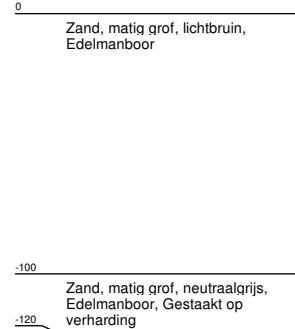 0
Zand, matig grof, lichtbruin,
Edelmanboor
-100
Zand, matig grof, neutraalgrijs,
Edelmanboor, Gestaakt op
-120 verharding